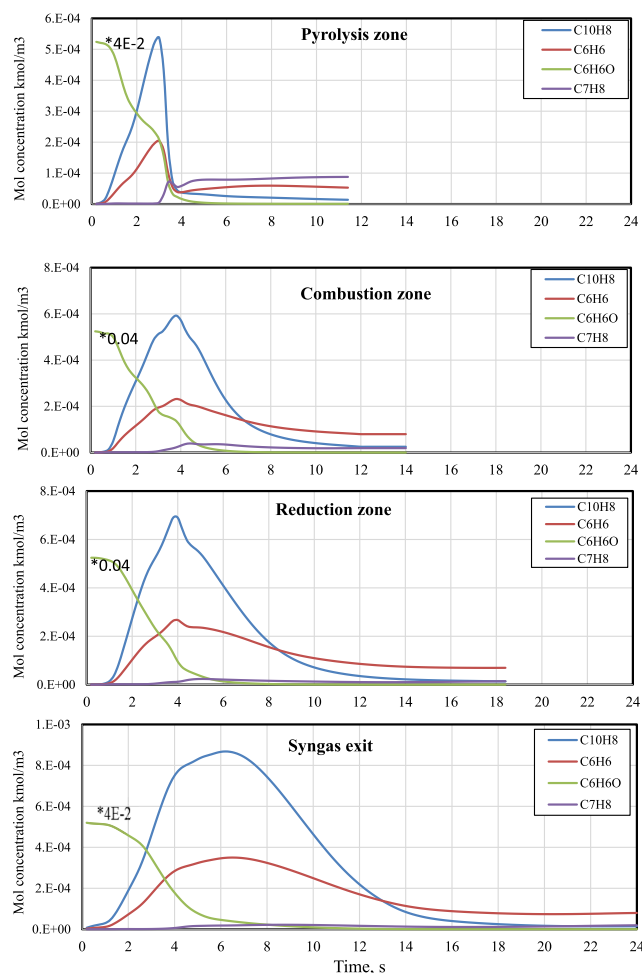 Pyrolysis zone
Mol concentration kmol/m3
6.E-04
5.E-04
4.E-04
3.E-04
2.E-04
1.E-04
0.E+00
*4E-2
C10H8
C6H6
C6H6O
C7H8
0 2 4 6 8 10 12 14 16 18 20 22 24
Combustion zone
Mol concentration kmol/m3
8.E-04
6.E-04
4.E-04
2.E-04
0.E+00
*0.04
C10H8
C6H6
C6H6O
C7H8
0 2 4 6 8 10 12 14 16 18 20 22 24
Reduction zone
Mol concentration kmol/m3
8.E-04
6.E-04
4.E-04
2.E-04
0.E+00
*0.04
C10H8
C6H6
C6H6O
C7H8
0 2 4 6 8 10 12 14 16 18 20 22 24
Syngas exit
Mol concentration kmol/m3
1.E-03
8.E-04
6.E-04
4.E-04
2.E-04
0.E+00
*4E-2
C10H8
C6H6
C6H6O
C7H8
0 2 4 6 8 10 12 14 16 18 20 22 24
Time, s